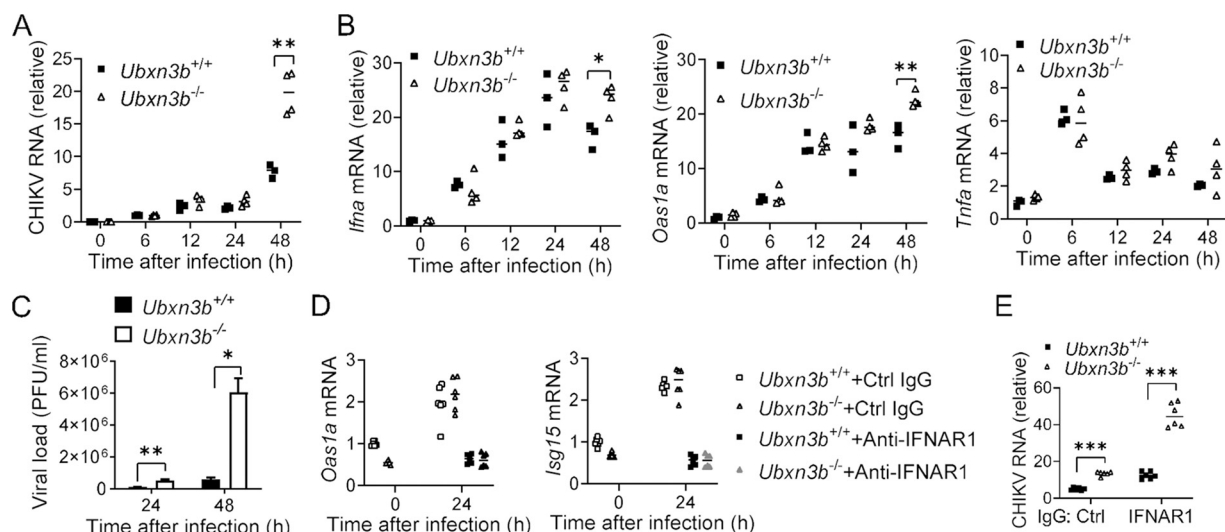 A
CHIKV RNA (relative)
25
20
15
10
5
0
**
Ubxn3b+/+
Ubxn3b-/-
0 6 12 24 48
Time after infection (h)
B
Ifna mRNA (relative)
40
30
20
10
0
*
Ubxn3b+/+
Ubxn3b-/-
0 6 12 24 48
Time after infection (h)
Oas1a mRNA (relative)
30
20
10
0
**
Ubxn3b+/+
Ubxn3b-/-
0 6 12 24 48
Time after infection (h)
Tnfa mRNA (relative)
10
8
6
4
2
0
Ubxn3b+/+
Ubxn3b-/-
0 6 12 24 48
Time after infection (h)
C
Viral load (PFU/ml)
Ubxn3b+/+
Ubxn3b-/-
8×10⁶
6×10⁶
4×10⁶
2×10⁶
0
**
*
24 48
Time after infection (h)
D
Oas1a mRNA
3
2
1
0
0 24
Time after infection (h)
Isg15 mRNA
3
2
1
0
0 24
Time after infection (h)
Ubxn3b+/++Ctrl IgG
Ubxn3b-/-+Ctrl IgG
Ubxn3b+/++Anti-IFNAR1
Ubxn3b-/-+Anti-IFNAR1
E
CHIKV RNA (relative)
Ubxn3b+/+
Ubxn3b-/-
60
40
20
0
***
***
IgG: Ctrl IFNAR1